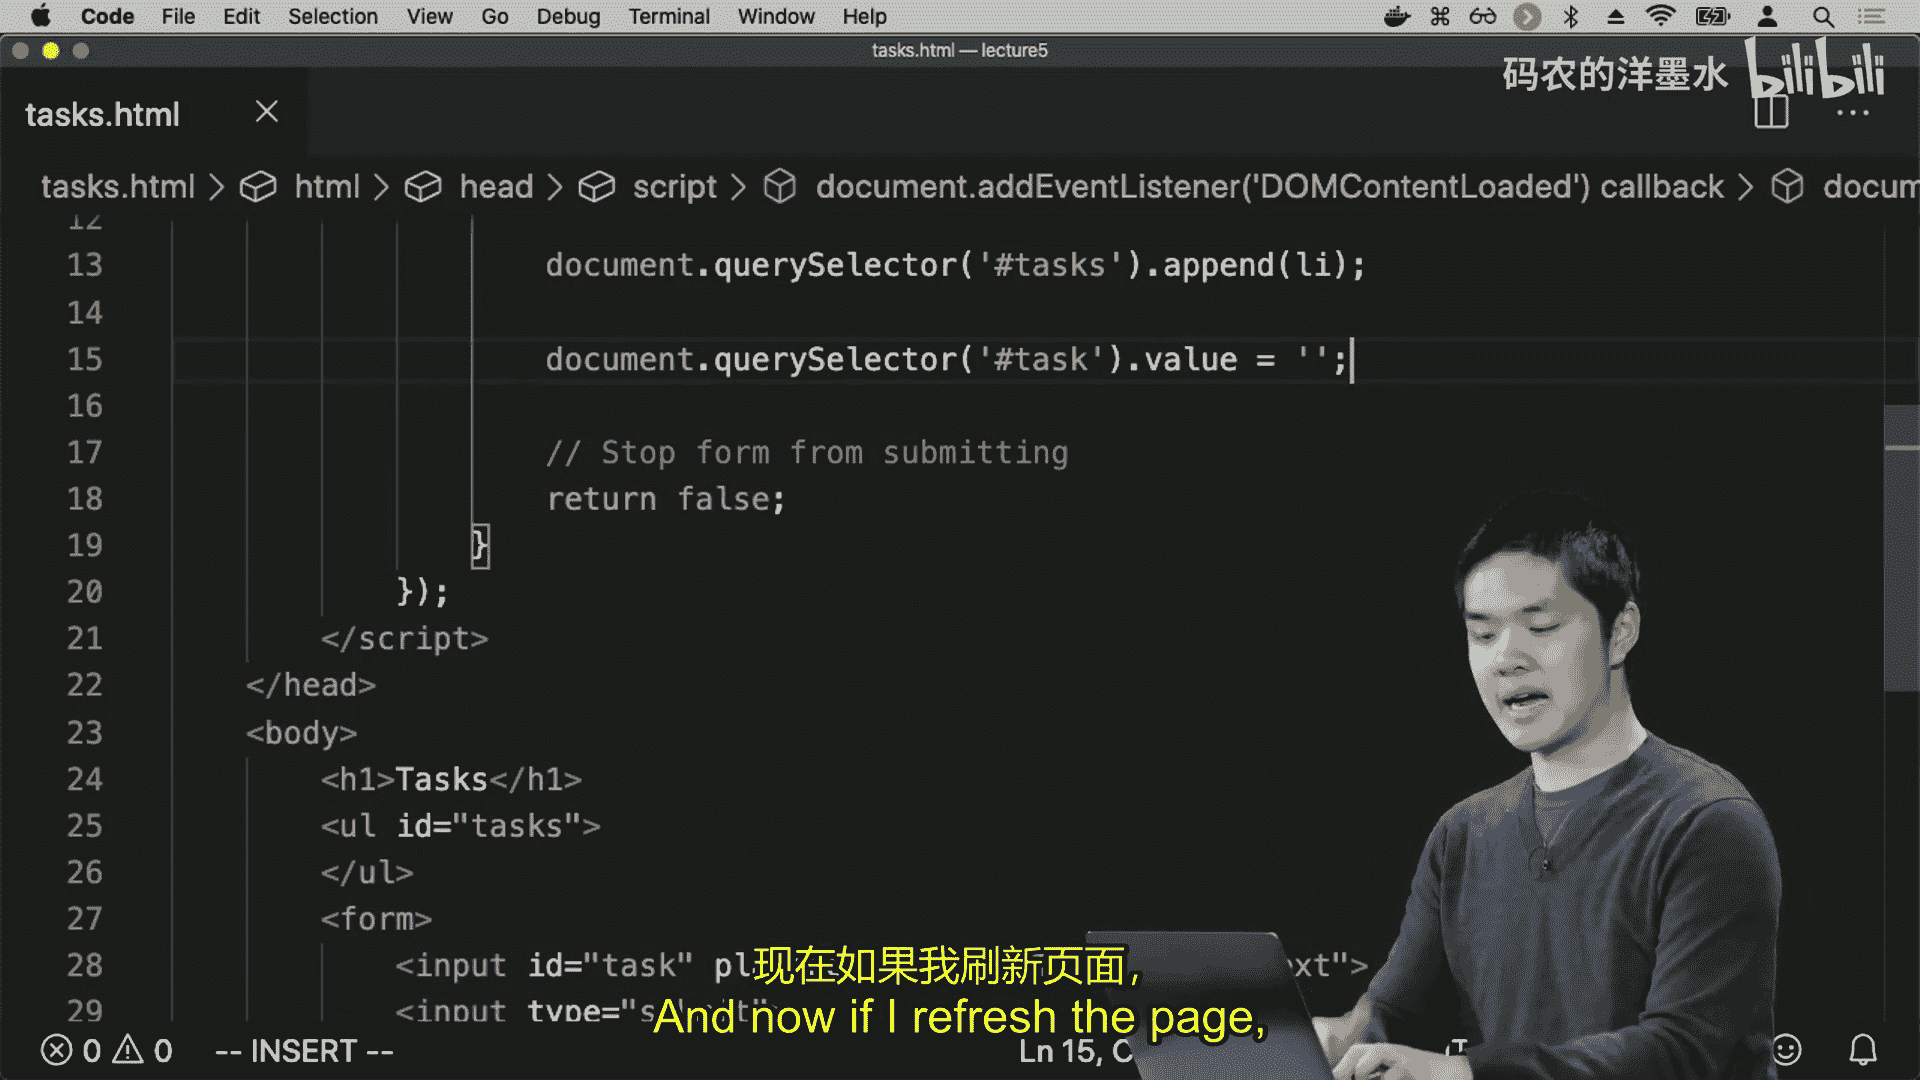 Code File Edit Selection View Go Debug Terminal Window Help
tasks.html — lecture5
码农的洋墨水 bilibili
tasks.html
tasks.html > html > head > script > document.addEventListener('DOMContentLoaded') callback > docum
12
13 document.querySelector('#tasks').append(li);
14
15 document.querySelector('#task').value = '';
16
17 // Stop form from submitting
18 return false;
19 }
20 });
21 </script>
22 </head>
23 <body>
24 <h1>Tasks</h1>
25 <ul id="tasks">
26 </ul>
27 <form>
28 <input id="task" pl xt">
29 <input type="s
现在如果我刷新页面，
And now if I refresh the page,
0 0 -- INSERT -- Ln 15, C